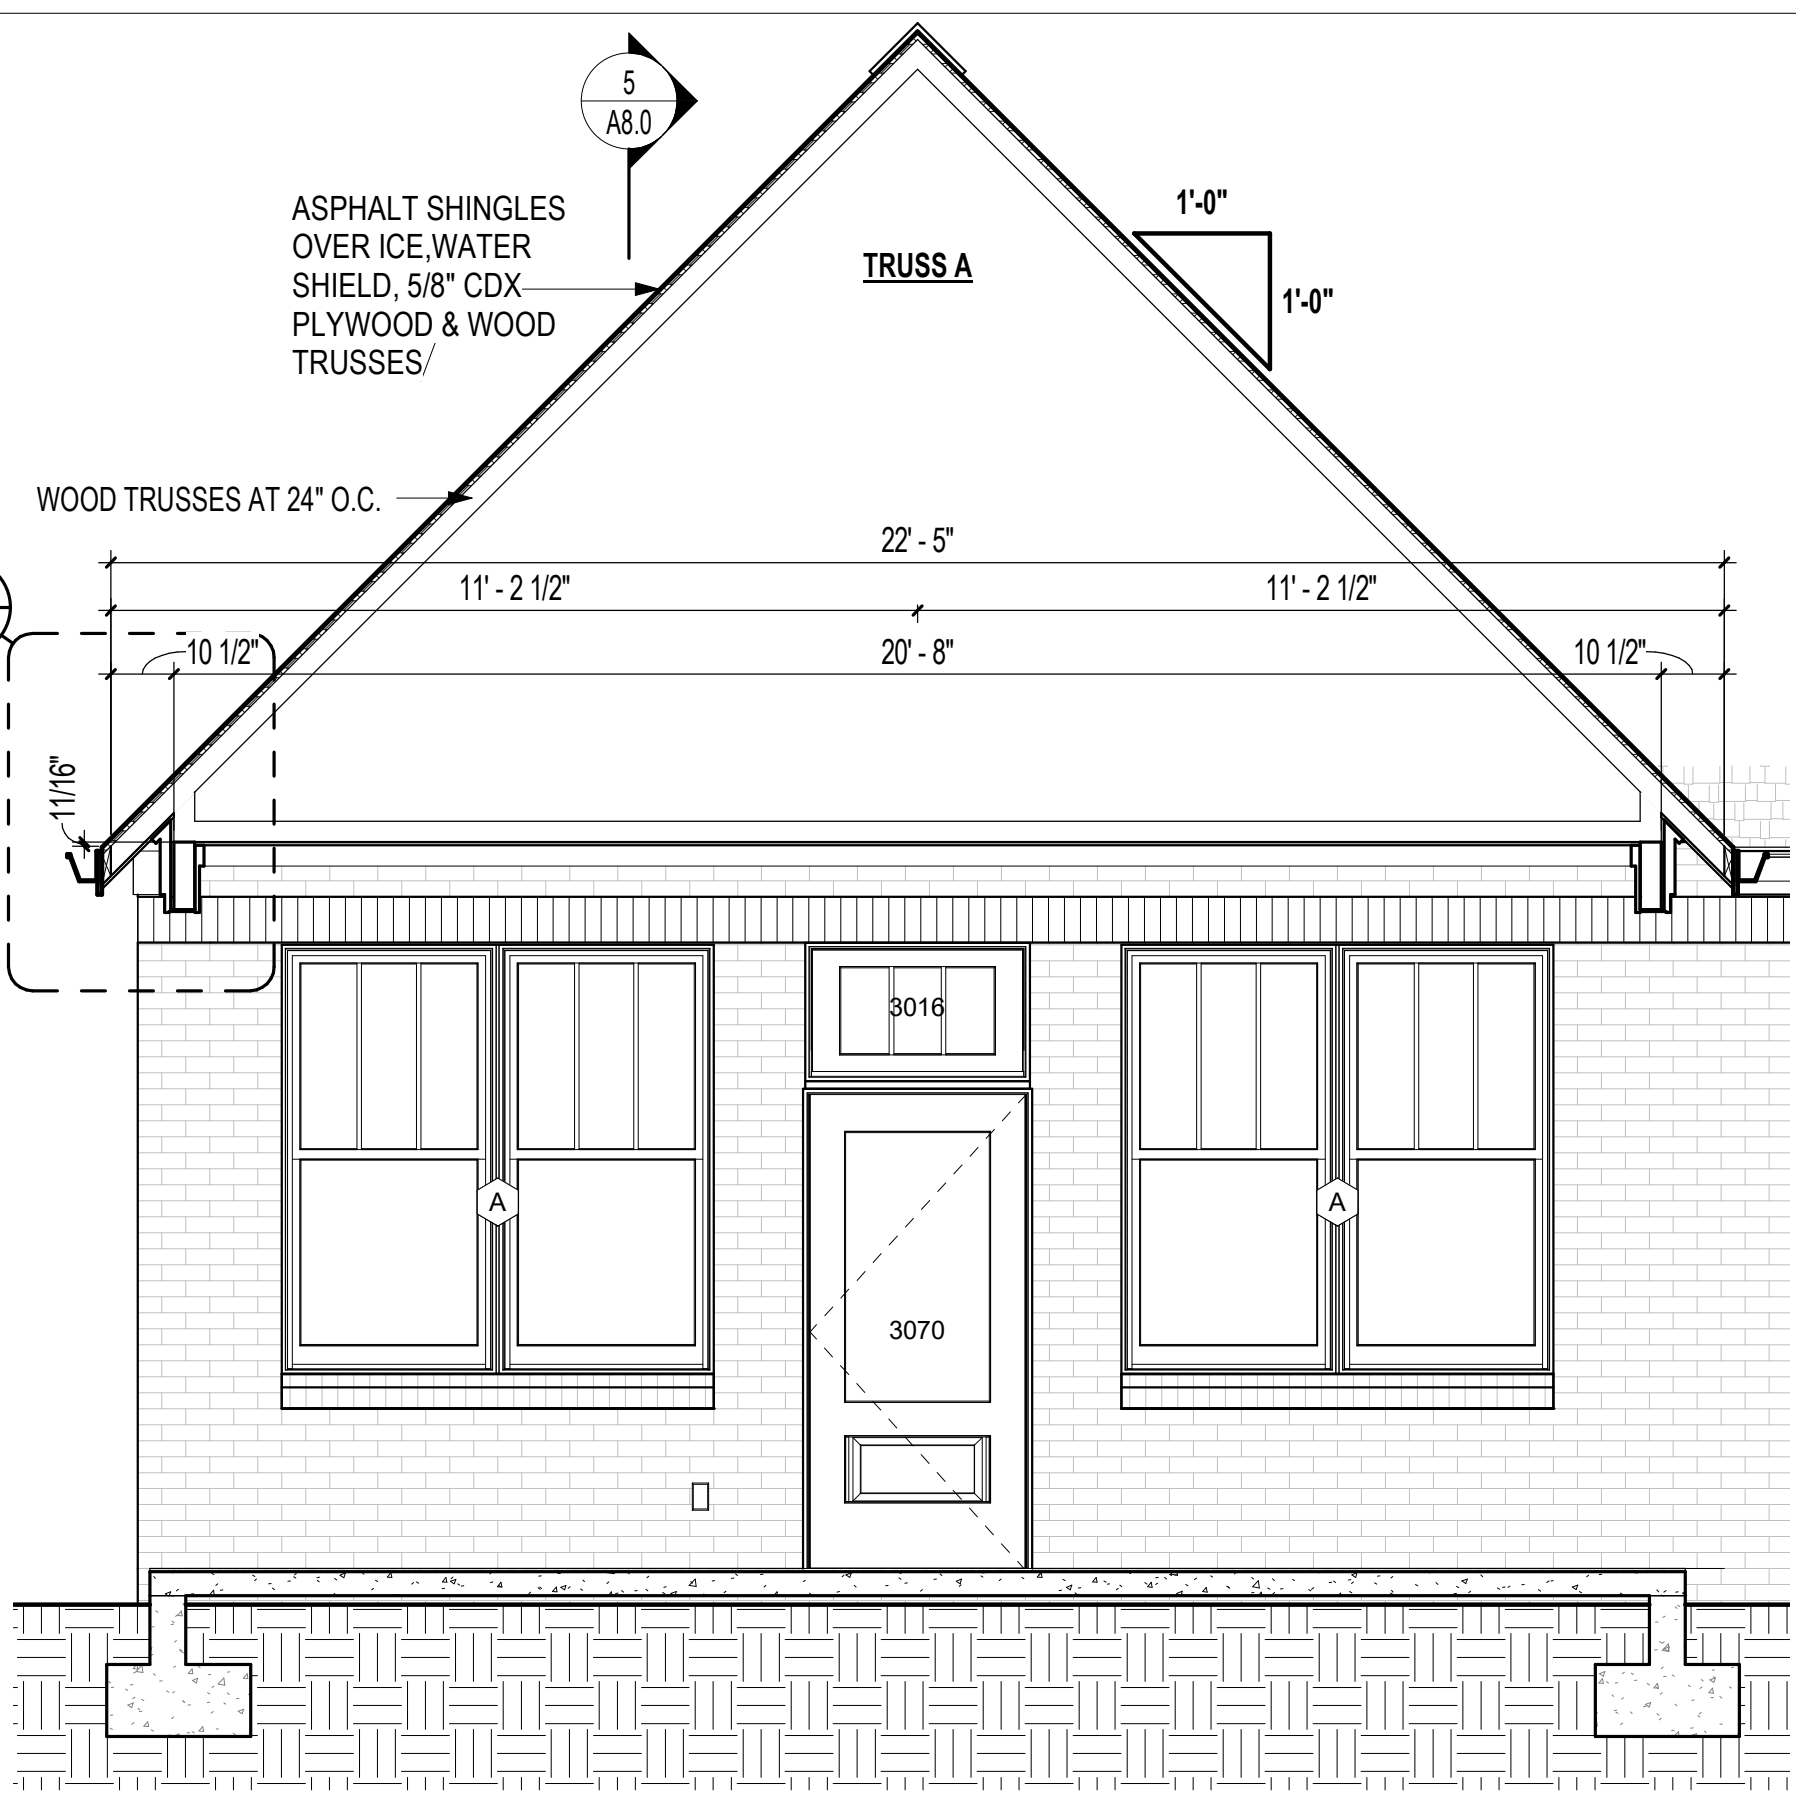 5
A8.0
ASPHALT SHINGLES
OVER ICE,WATER
SHIELD, 5/8" CDX
PLYWOOD & WOOD
TRUSSES
TRUSS A
1'-0"
1'-0"
WOOD TRUSSES AT 24" O.C.
22' - 5"
11' - 2 1/2"
11' - 2 1/2"
10 1/2"
20' - 8"
10 1/2"
11/16"
3016
A
A
3070